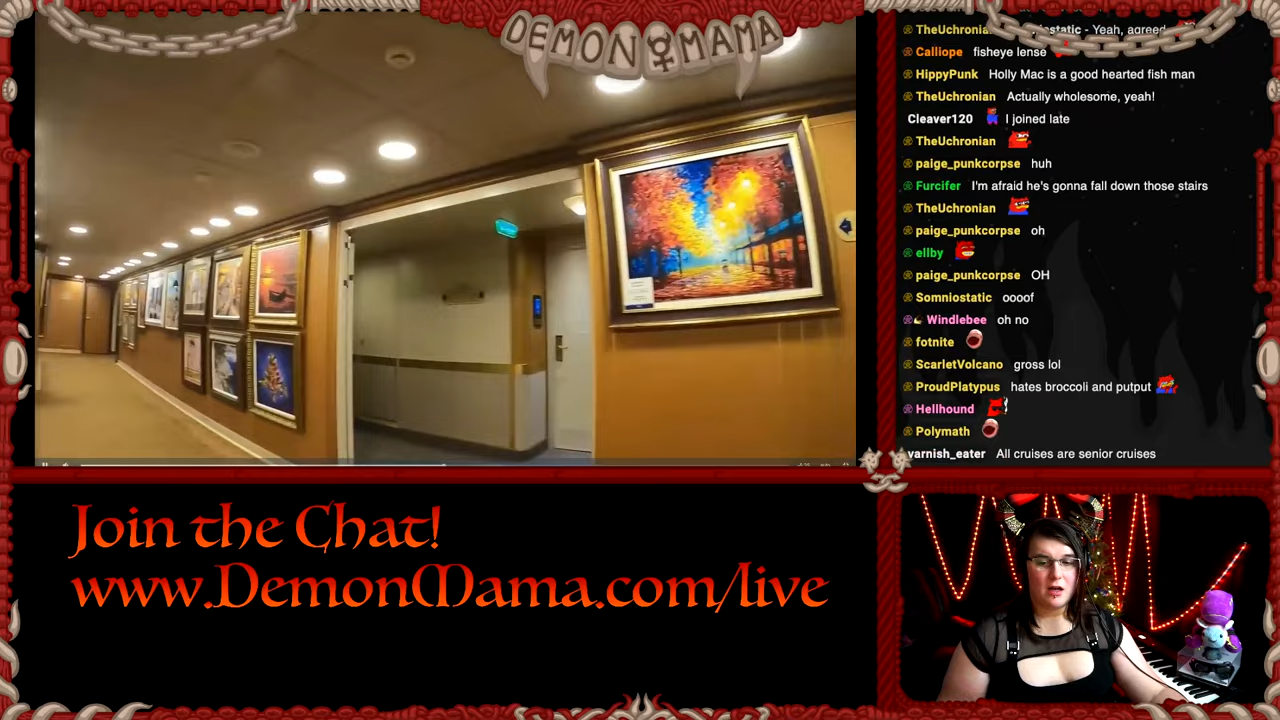 DEMON MAMA
TheUchronian static - Yeah, agreed
Calliope fisheye lense
HippyPunk Holly Mac is a good hearted fish man
TheUchronian Actually wholesome, yeah!
Cleaver120 I joined late
TheUchronian
paige_punkcorpse huh
Furcifer I'm afraid he's gonna fall down those stairs
TheUchronian
paige_punkcorpse oh
ellby
paige_punkcorpse OH
Somniostatic oooof
Windlebee oh no
fotnite
ScarletVolcano gross lol
ProudPlatypus hates broccoli and putput
Hellhound
Polymath
varnish_eater All cruises are senior cruises
Join the Chat!
www.DemonMama.com/live